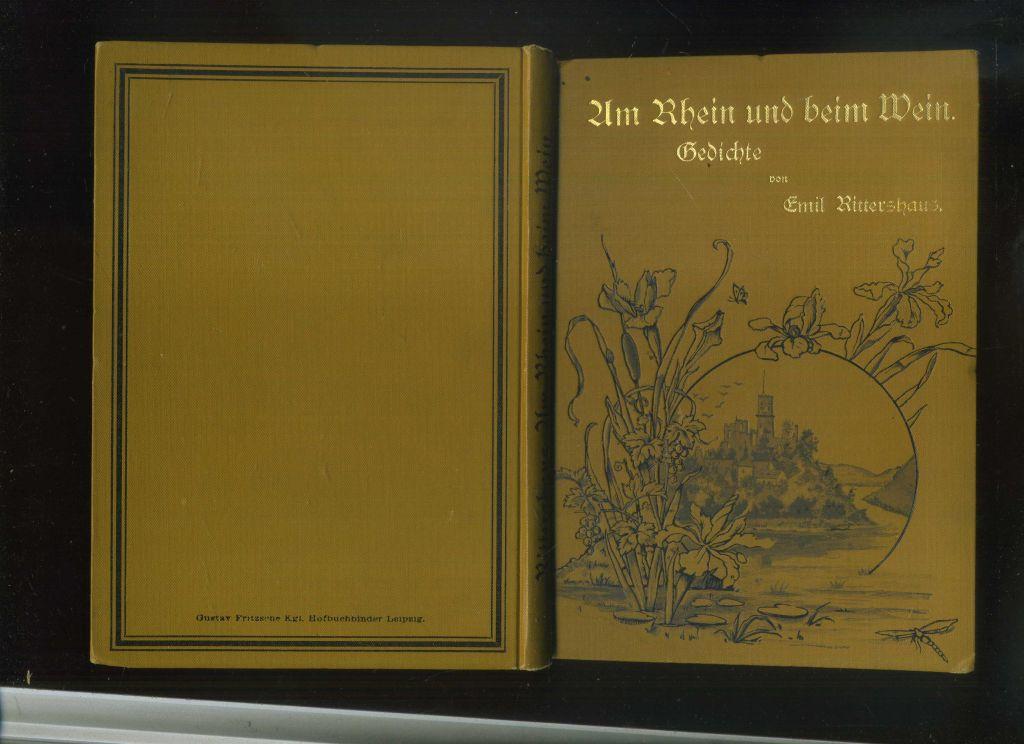 Am Rhein und beim Wein.
Gedichte
von
Emil Rittershaus.
Am Rhein und beim Wein
Gustav Fritzsche Kgl. Hofbuchbinder Leipzig.